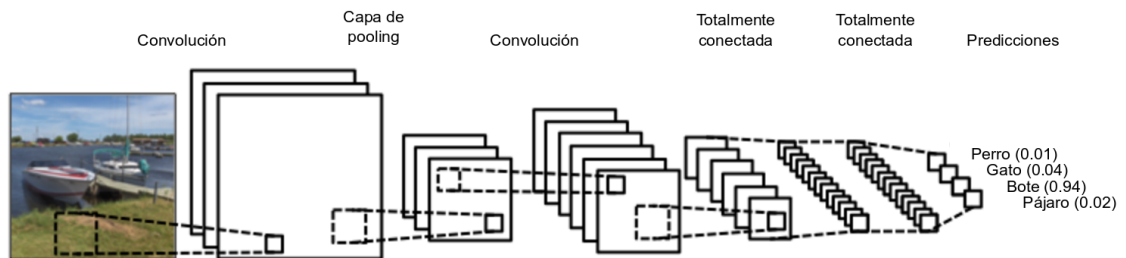 Convolución
Capa de
pooling
Convolución
Totalmente
conectada
Totalmente
conectada
Predicciones
Perro (0.01)
Gato (0.04)
Bote (0.94)
Pájaro (0.02)